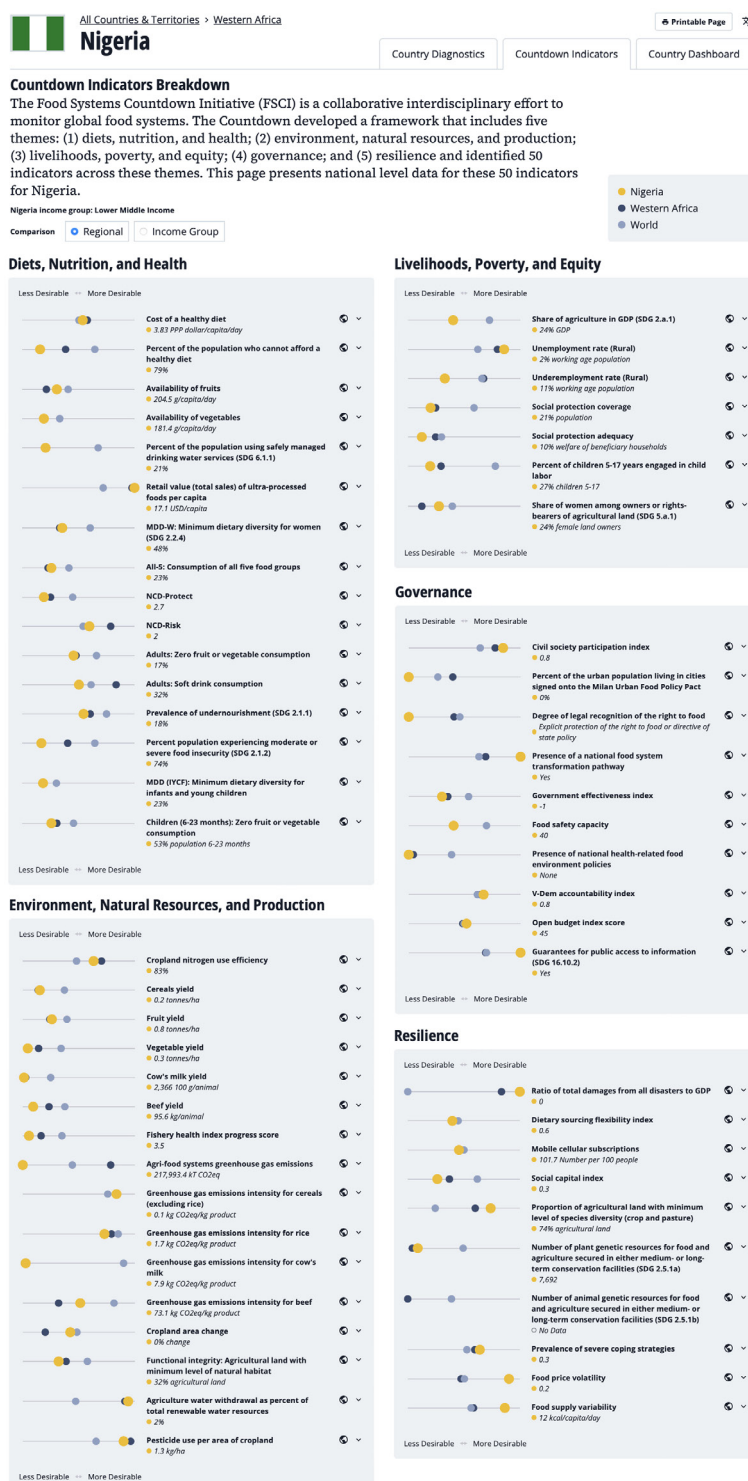 All Countries & Territories › Western Africa
Nigeria
Printable Page
Country Diagnostics
Countdown Indicators
Country Dashboard
Countdown Indicators Breakdown
The Food Systems Countdown Initiative (FSCI) is a collaborative interdisciplinary effort to
monitor global food systems. The Countdown developed a framework that includes five
themes: (1) diets, nutrition, and health; (2) environment, natural resources, and production;
(3) livelihoods, poverty, and equity; (4) governance; and (5) resilience and identified 50
indicators across these themes. This page presents national level data for these 50 indicators
for Nigeria.
Nigeria income group: Lower Middle Income
Comparison
Regional
Income Group
Nigeria
Western Africa
World
Diets, Nutrition, and Health
Less Desirable ↔ More Desirable
Cost of a healthy diet
3.83 PPP dollar/capita/day
Percent of the population who cannot afford a
healthy diet
79%
Availability of fruits
204.5 g/capita/day
Availability of vegetables
181.4 g/capita/day
Percent of the population using safely managed
drinking water services (SDG 6.1.1)
21%
Retail value (total sales) of ultra-processed
foods per capita
17.1 USD/capita
MDD-W: Minimum dietary diversity for women
(SDG 2.2.4)
48%
All-5: Consumption of all five food groups
23%
NCD-Protect
2.7
NCD-Risk
2
Adults: Zero fruit or vegetable consumption
17%
Adults: Soft drink consumption
32%
Prevalence of undernourishment (SDG 2.1.1)
18%
Percent population experiencing moderate or
severe food insecurity (SDG 2.1.2)
74%
MDD (IYCF): Minimum dietary diversity for
infants and young children
23%
Children (6-23 months): Zero fruit or vegetable
consumption
53% population 6-23 months
Less Desirable ↔ More Desirable
Environment, Natural Resources, and Production
Less Desirable ↔ More Desirable
Cropland nitrogen use efficiency
83%
Cereals yield
0.2 tonnes/ha
Fruit yield
0.8 tonnes/ha
Vegetable yield
0.3 tonnes/ha
Cow's milk yield
2,366 100 g/animal
Beef yield
95.6 kg/animal
Fishery health index progress score
3.5
Agri-food systems greenhouse gas emissions
217,993.4 kT CO2eq
Greenhouse gas emissions intensity for cereals
(excluding rice)
0.1 kg CO2eq/kg product
Greenhouse gas emissions intensity for rice
1.7 kg CO2eq/kg product
Greenhouse gas emissions intensity for cow's
milk
7.9 kg CO2eq/kg product
Greenhouse gas emissions intensity for beef
73.1 kg CO2eq/kg product
Cropland area change
0% change
Functional integrity: Agricultural land with
minimum level of natural habitat
32% agricultural land
Agriculture water withdrawal as percent of
total renewable water resources
2%
Pesticide use per area of cropland
1.3 kg/ha
Less Desirable ↔ More Desirable
Livelihoods, Poverty, and Equity
Less Desirable ↔ More Desirable
Share of agriculture in GDP (SDG 2.a.1)
24% GDP
Unemployment rate (Rural)
2% working age population
Underemployment rate (Rural)
11% working age population
Social protection coverage
21% population
Social protection adequacy
10% welfare of beneficiary households
Percent of children 5-17 years engaged in child
labor
27% children 5-17
Share of women among owners or rights-
bearers of agricultural land (SDG 5.a.1)
24% female land owners
Less Desirable ↔ More Desirable
Governance
Less Desirable ↔ More Desirable
Civil society participation index
0.8
Percent of the urban population living in cities
signed onto the Milan Urban Food Policy Pact
0%
Degree of legal recognition of the right to food
Explicit protection of the right to food or directive of
state policy
Presence of a national food system
transformation pathway
Yes
Government effectiveness index
-1
Food safety capacity
40
Presence of national health-related food
environment policies
None
V-Dem accountability index
0.8
Open budget index score
45
Guarantees for public access to information
(SDG 16.10.2)
Yes
Less Desirable ↔ More Desirable
Resilience
Less Desirable ↔ More Desirable
Ratio of total damages from all disasters to GDP
0
Dietary sourcing flexibility index
0.6
Mobile cellular subscriptions
101.7 Number per 100 people
Social capital index
0.3
Proportion of agricultural land with minimum
level of species diversity (crop and pasture)
74% agricultural land
Number of plant genetic resources for food and
agriculture secured in either medium- or long-
term conservation facilities (SDG 2.5.1a)
7,692
Number of animal genetic resources for food
and agriculture secured in either medium- or
long-term conservation facilities (SDG 2.5.1b)
No Data
Prevalence of severe coping strategies
0.3
Food price volatility
0.2
Food supply variability
12 kcal/capita/day
Less Desirable ↔ More Desirable